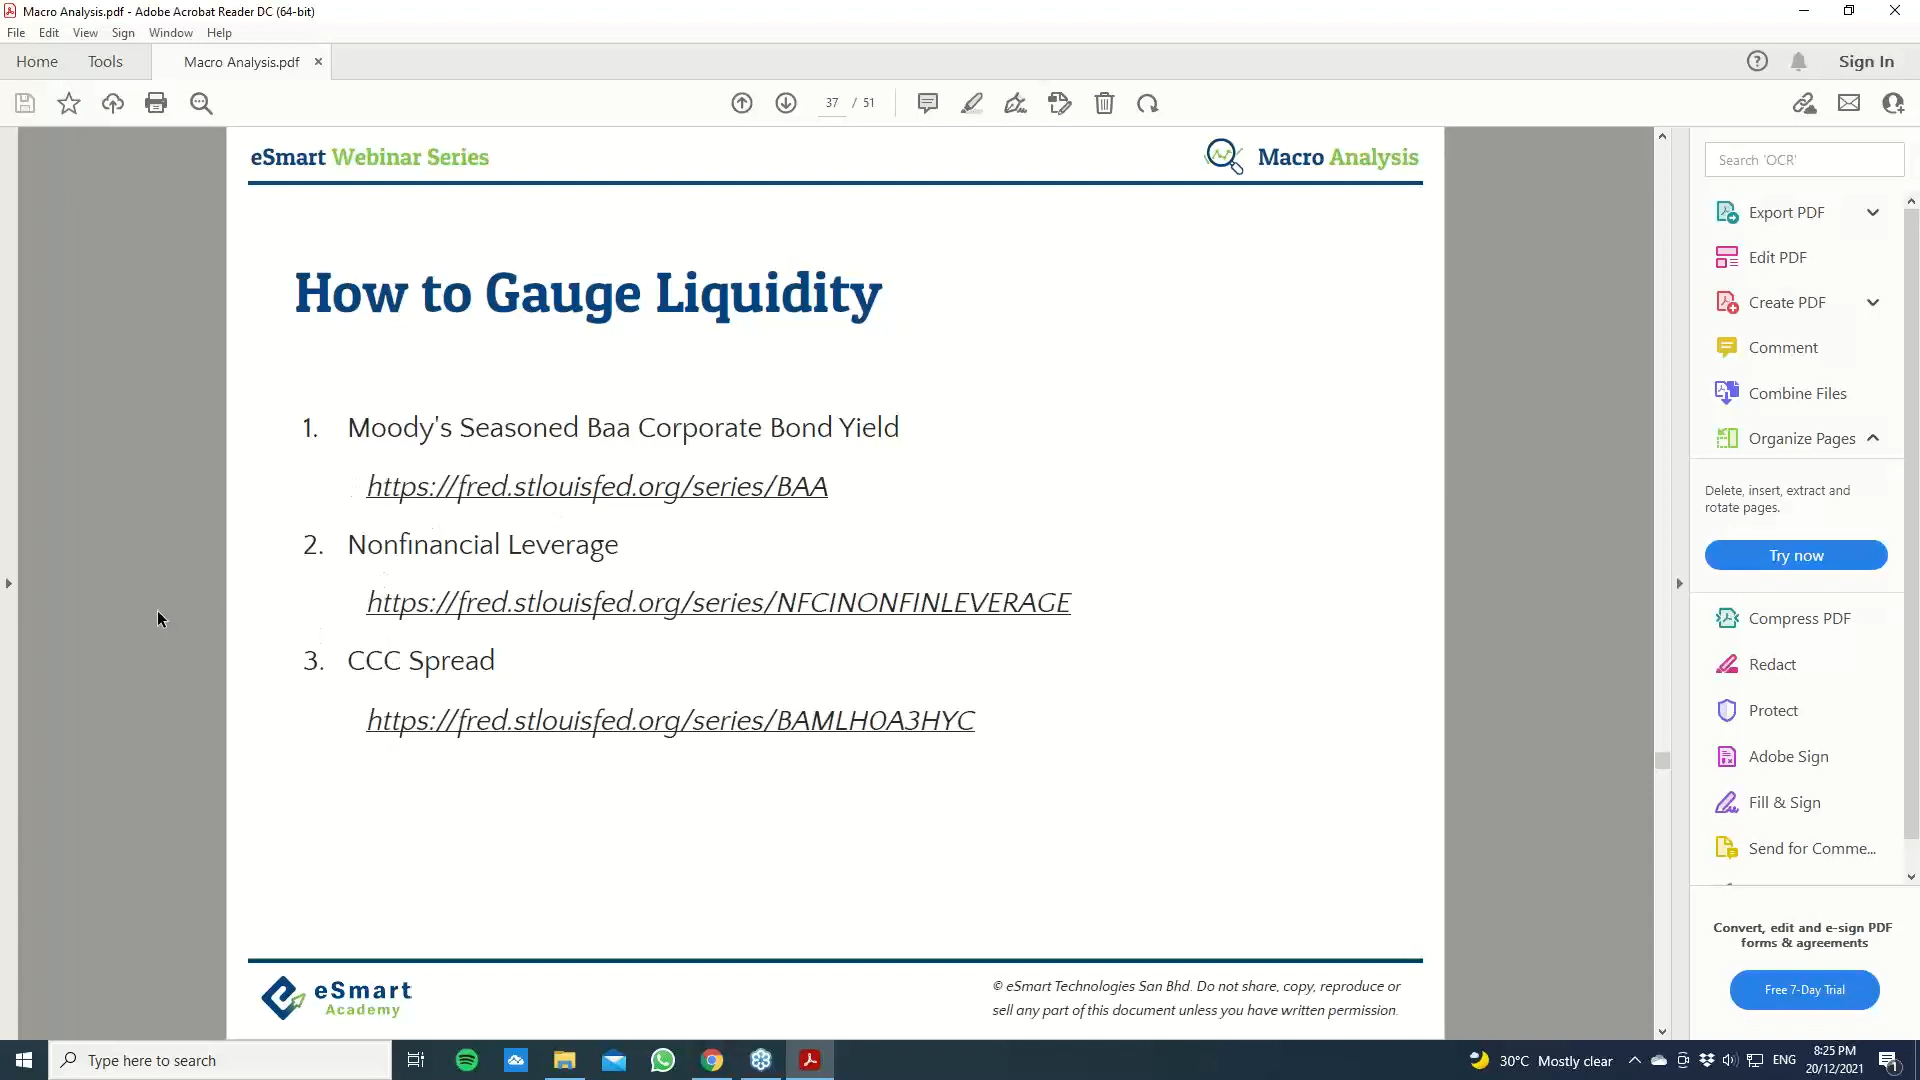 Macro Analysis.pdf - Adobe Acrobat Reader DC (64-bit)
File Edit View Sign Window Help
Home Tools Macro Analysis.pdf × Sign In
37 / 51
eSmart Webinar Series Macro Analysis
How to Gauge Liquidity
1. Moody's Seasoned Baa Corporate Bond Yield
https://fred.stlouisfed.org/series/BAA
2. Nonfinancial Leverage
https://fred.stlouisfed.org/series/NFCINONFINLEVERAGE
3. CCC Spread
https://fred.stlouisfed.org/series/BAMLH0A3HYC
eSmart
Academy
© eSmart Technologies San Bhd. Do not share, copy, reproduce or
sell any part of this document unless you have written permission.
Search 'OCR'
Export PDF
Edit PDF
Create PDF
Comment
Combine Files
Organize Pages
Delete, insert, extract and
rotate pages.
Try now
Compress PDF
Redact
Protect
Adobe Sign
Fill & Sign
Send for Comme...
Convert, edit and e-sign PDF
forms & agreements
Free 7-Day Trial
Type here to search
30°C Mostly clear
ENG
8:25 PM
20/12/2021
1